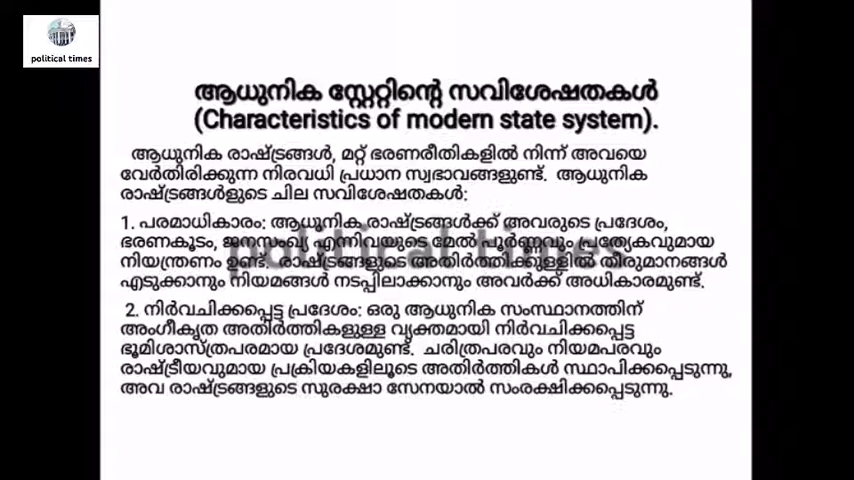 political times
ആധുനിക സ്റ്റേറ്റിന്റെ സവിശേഷതകൾ
(Characteristics of modern state system).
ആധുനിക രാഷ്ട്രങ്ങൾ, മറ്റ് ഭരണരീതികളിൽ നിന്ന് അവയെ
വേർതിരിക്കുന്ന നിരവധി പ്രധാന സ്വഭാവങ്ങളുണ്ട്. ആധുനിക
രാഷ്ട്രങ്ങൾളുടെ ചില സവിശേഷതകൾ:
1. പരമാധികാരം: ആധുനിക രാഷ്ട്രങ്ങൾക്ക് അവരുടെ പ്രദേശം,
ഭരണകൂടം, ജനസംഖ്യ എന്നിവയുടെ മേൽ പൂർണ്ണവും പ്രത്യേകവുമായ
നിയന്ത്രണം ഉണ്ട്. രാഷ്ട്രങ്ങളുടെ അതിർത്തിക്കുള്ളിൽ തീരുമാനങ്ങൾ
എടുക്കാനും നിയമങ്ങൾ നടപ്പിലാക്കാനും അവർക്ക് അധികാരമുണ്ട്.
political times
2. നിർവചിക്കപ്പെട്ട പ്രദേശം: ഒരു ആധുനിക സംസ്ഥാനത്തിന്
അംഗീകൃത അതിർത്തികളുള്ള വ്യക്തമായി നിർവചിക്കപ്പെട്ട
ഭൂമിശാസ്ത്രപരമായ പ്രദേശമുണ്ട്. ചരിത്രപരവും നിയമപരവും
രാഷ്ട്രീയവുമായ പ്രക്രിയകളിലൂടെ അതിർത്തികൾ സ്ഥാപിക്കപ്പെടുന്നു,
അവ രാഷ്ട്രങ്ങളുടെ സുരക്ഷാ സേനയാൽ സംരക്ഷിക്കപ്പെടുന്നു.